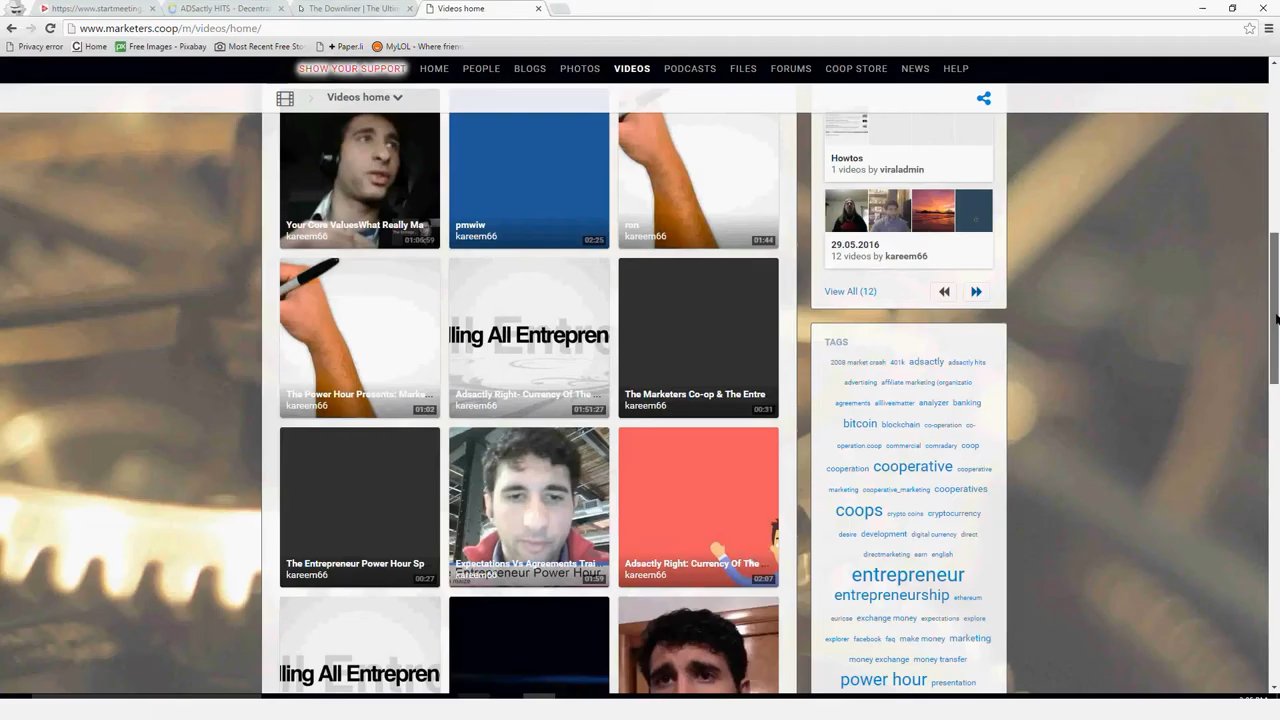 https://www.startmeeting
ADSactly HITS - Decentra
The Downliner | The Ulti
Videos home
www.marketers.coop/m/videos/home/
Privacy error
Home
Free Images - Pixabay
Most Recent Free Sto
+ Paper.li
MyLOL - Where frien
SHOW YOUR SUPPORT
HOME
PEOPLE
BLOGS
PHOTOS
VIDEOS
PODCASTS
FILES
FORUMS
COOP STORE
NEWS
HELP
Videos home
Your Core ValuesWhat Really Ma
kareem66
01:06:59
pmwiw
kareem66
02:25
ron
kareem66
01:44
The Power Hour Presents: Marke...
kareem66
01:02
lling All Entrepren
Adsactly Right- Currency Of The ...
kareem66
01:51:27
The Marketers Co-op & The Entre
kareem66
00:31
The Entrepreneur Power Hour Sp
kareem66
00:27
Expectations Vs Agreements Trai...
kareem66
01:59
Entrepreneur Power Hour
Adsactly Right: Currency Of The ...
kareem66
02:07
lling All Entrepren
Howtos
1 videos by viraladmin
29.05.2016
12 videos by kareem66
View All (12)
TAGS
2008 market crash 401k adsactly adsactly hits
advertising affiliate marketing (organizatio
agreements alllivesmatter analyzer banking
bitcoin blockchain co-operation co-
operation.coop commercial comradary coop
cooperation cooperative cooperative
marketing cooperative_marketing cooperatives
coops crypto coins cryptocurrency
desire development digital currency direct
directmarketing earn english
entrepreneur
entrepreneurship ethereum
euricse exchange money expectations explore
explorer facebook faq make money marketing
money exchange money transfer
power hour presentation